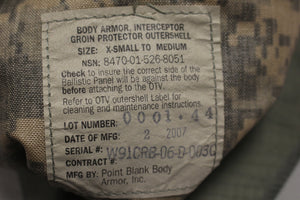 BODY ARMOR, INTERCEPTOR
GROIN PROTECTOR OUTERSHELL
SIZE: X-SMALL TO MEDIUM
NSN: 8470-01-526-8051
Check to insure the correct side of the
Ballistic Panel will be against the body
before attaching to the OTV.
Refer to OTV outershell Label for
cleaning and maintenance instructions.
LOT NUMBER: 0001-44
DATE OF MFG: 2 2007
SERIAL #:
CONTRACT #: W91CRB-06-D-0030
MFG BY: Point Blank Body
Armor, Inc.